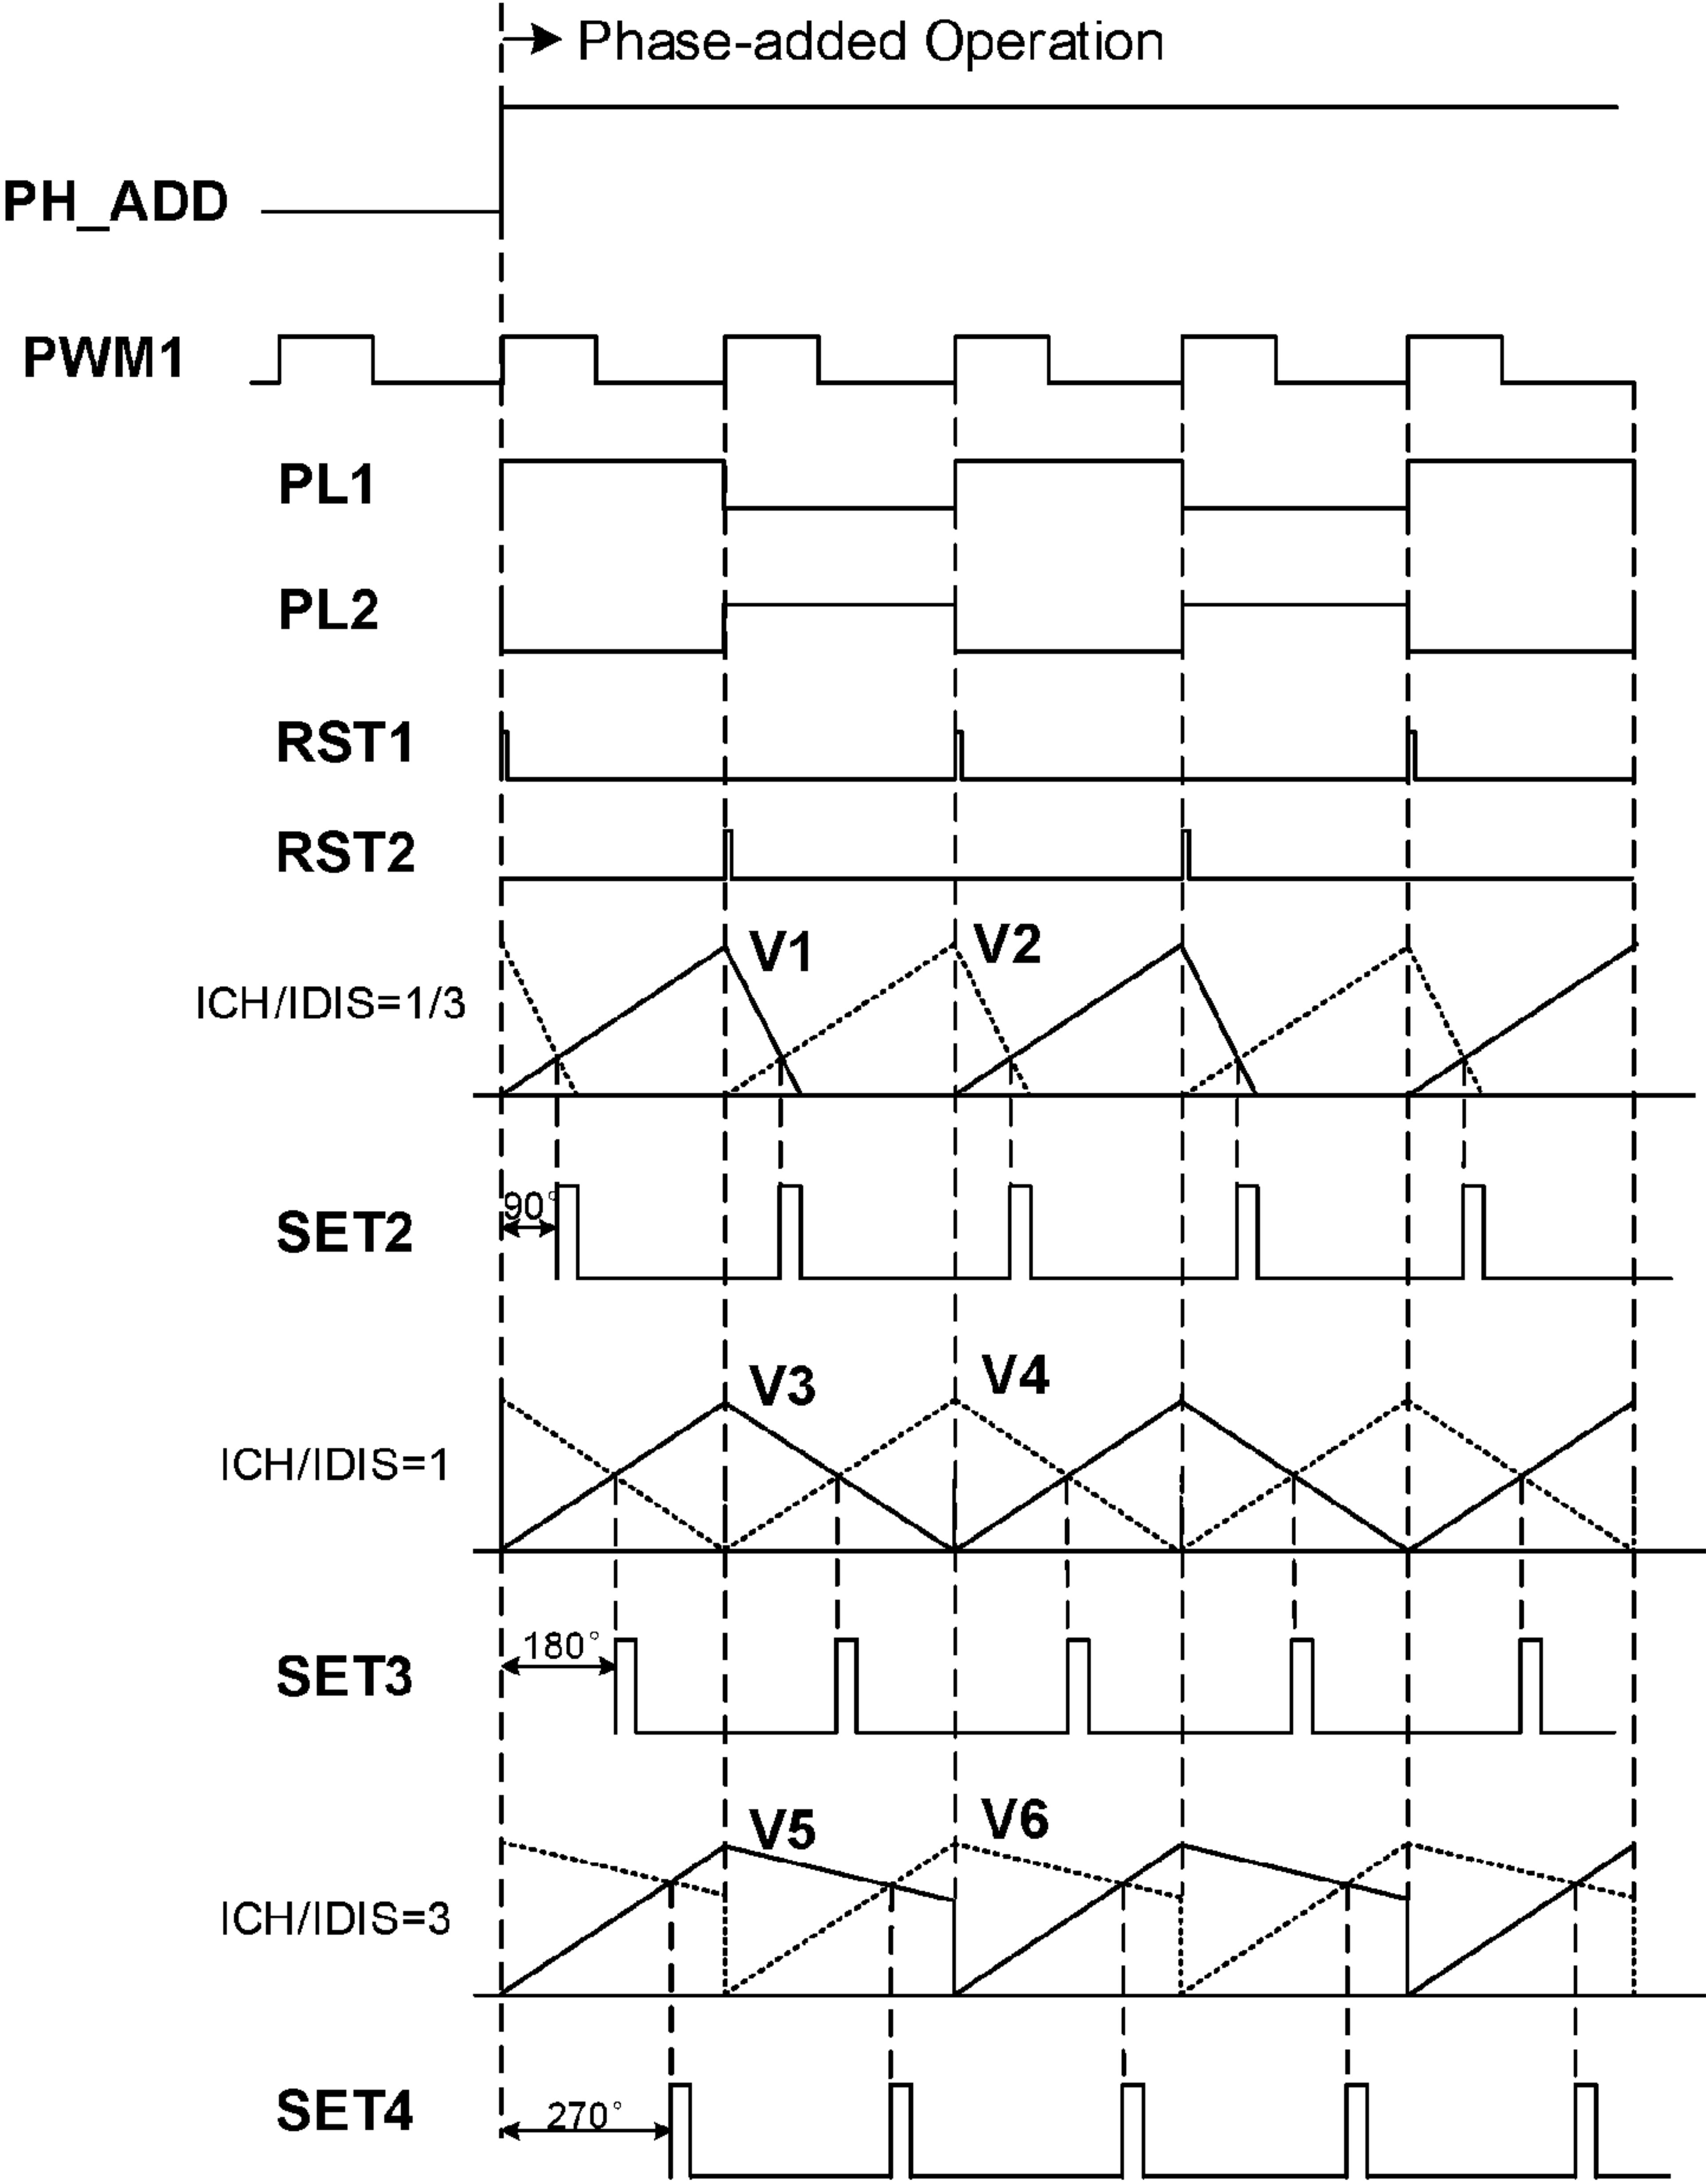 Phase-added Operation
PH_ADD
PWM1
PL1
PL2
RST1
RST2
V1 V2
ICH/IDIS=1/3
90°
SET2
V3 V4
ICH/IDIS=1
180°
SET3
V5 V6
ICH/IDIS=3
270°
SET4